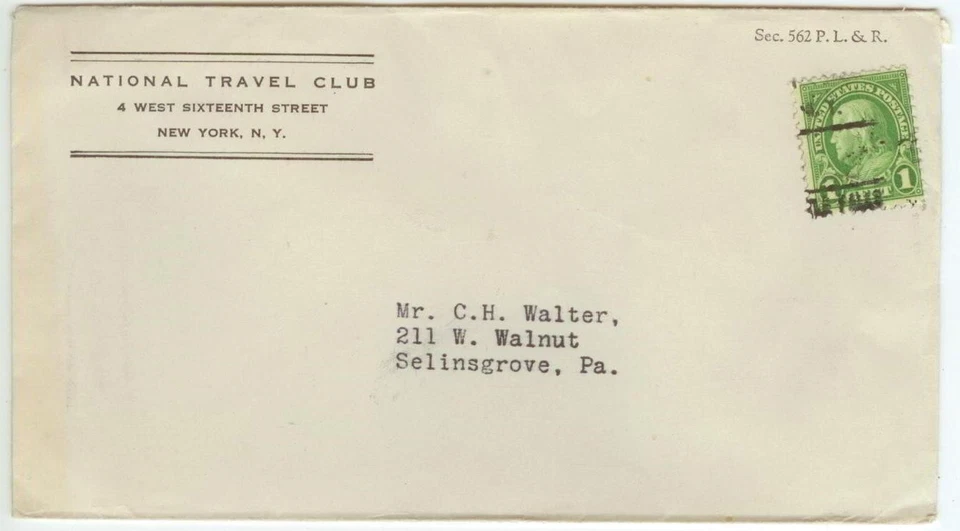 NATIONAL TRAVEL CLUB
4 WEST SIXTEENTH STREET
NEW YORK, N. Y.
Sec. 562 P. L. & R.
UNITED STATES POSTAGE
1
Mr. C.H. Walter,
211 W. Walnut
Selinsgrove, Pa.